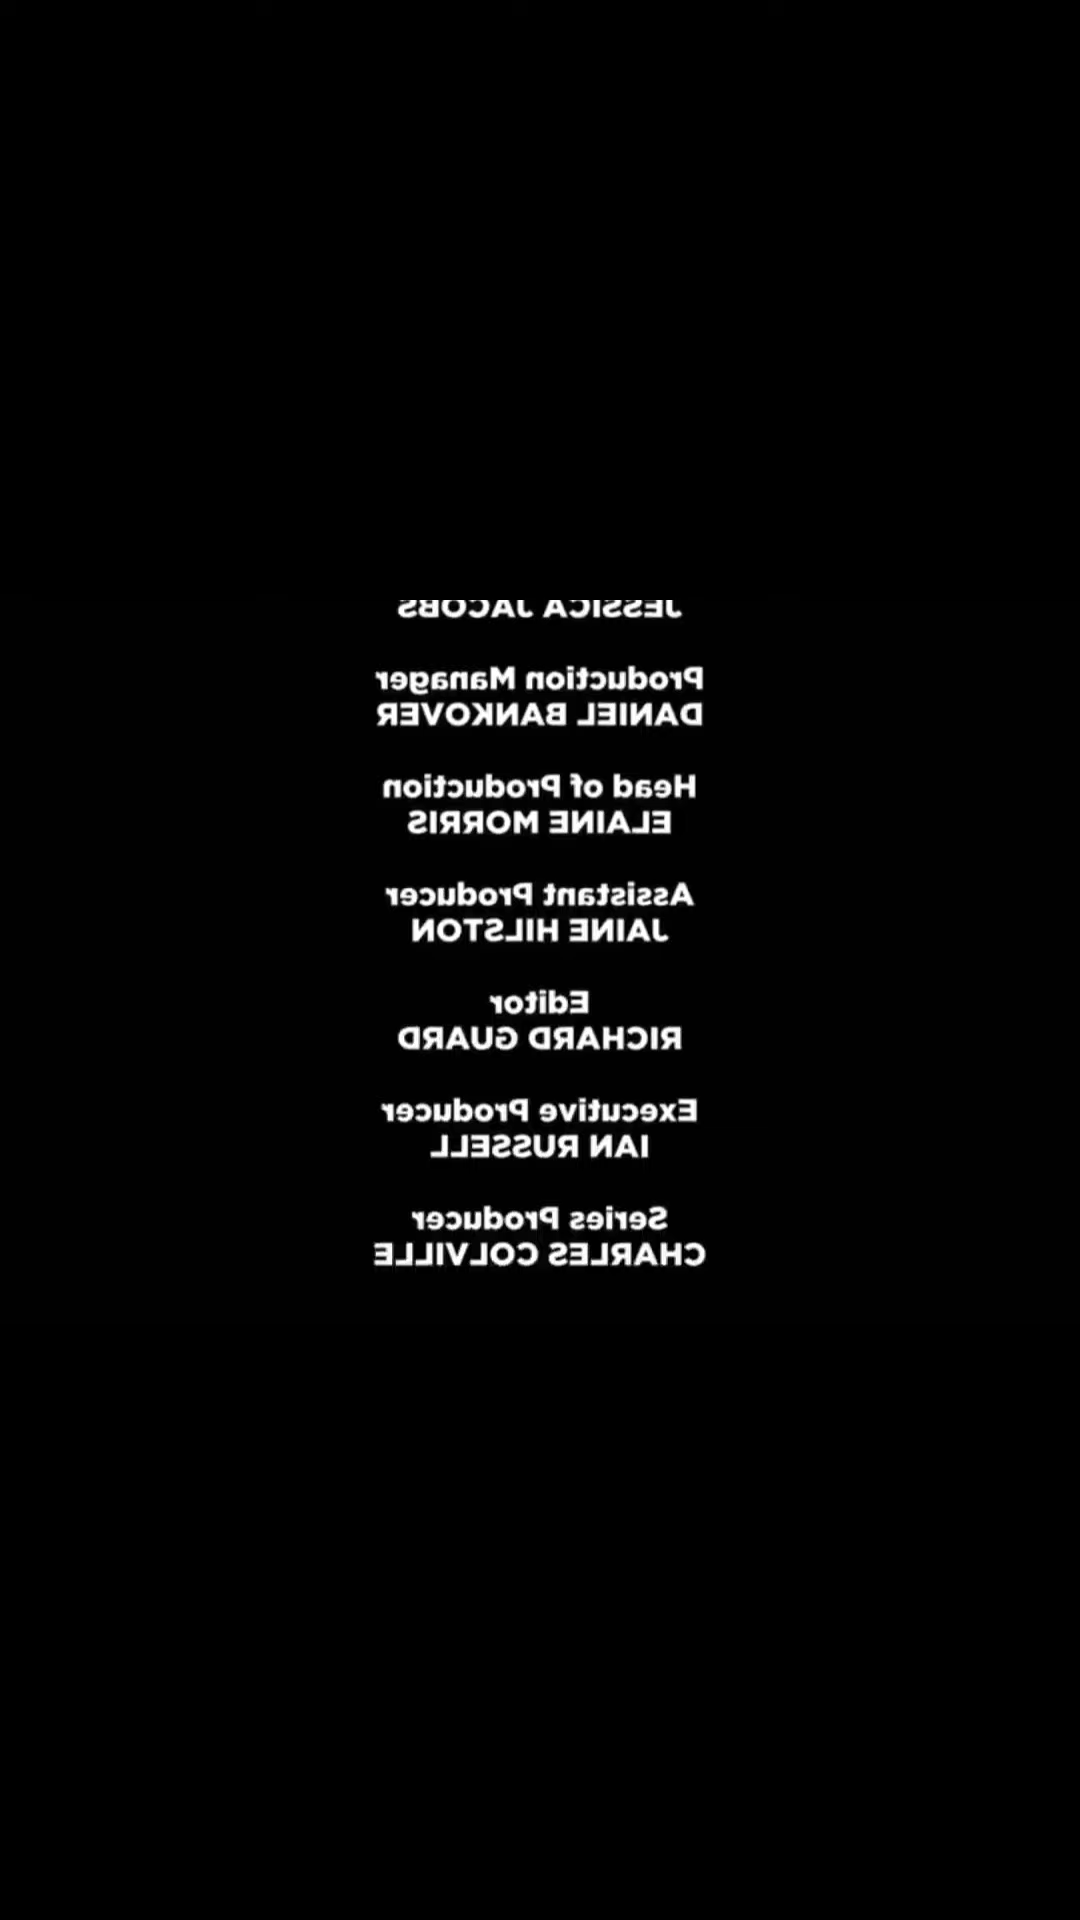 JESSICA JACOBS
Production Manager
DANIEL BANKOVER
Head of Production
ELAINE MORRIS
Assistant Producer
JAINE HILSTON
Editor
RICHARD GUARD
Executive Producer
IAN RUSSELL
Series Producer
CHARLES COLVILLE